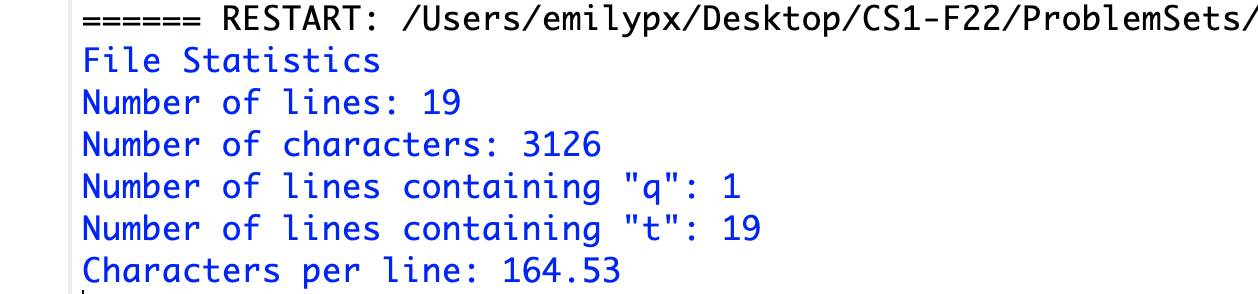 ====== RESTART: /Users/emilypx/Desktop/CS1-F22/ProblemSets/
File Statistics
Number of lines: 19
Number of characters: 3126
Number of lines containing "q": 1
Number of lines containing "t": 19
Characters per line: 164.53